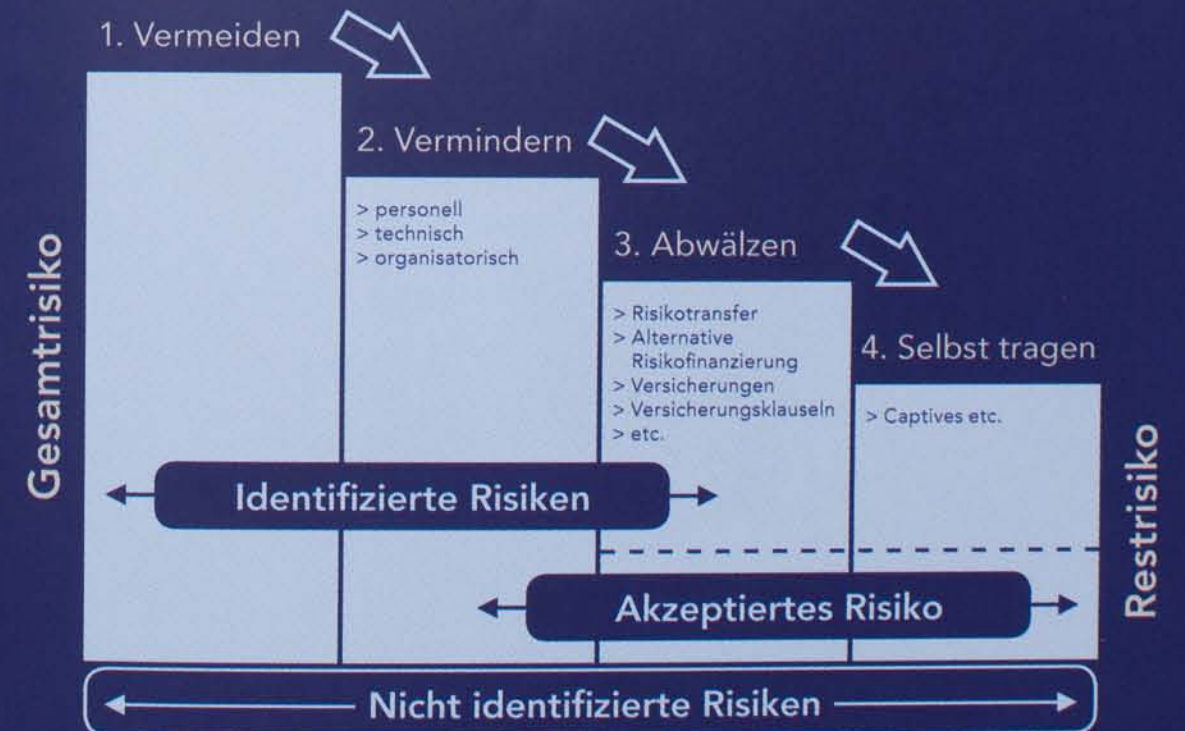 1. Vermeiden
2. Vermindern
> personell
> technisch
> organisatorisch
3. Abwälzen
> Risikotransfer
> Alternative
Risikofinanzierung
> Versicherungen
> Versicherungsklauseln
> etc.
4. Selbst tragen
> Captives etc.
Gesamtrisiko
Identifizierte Risiken
Akzeptiertes Risiko
Restrisiko
Nicht identifizierte Risiken